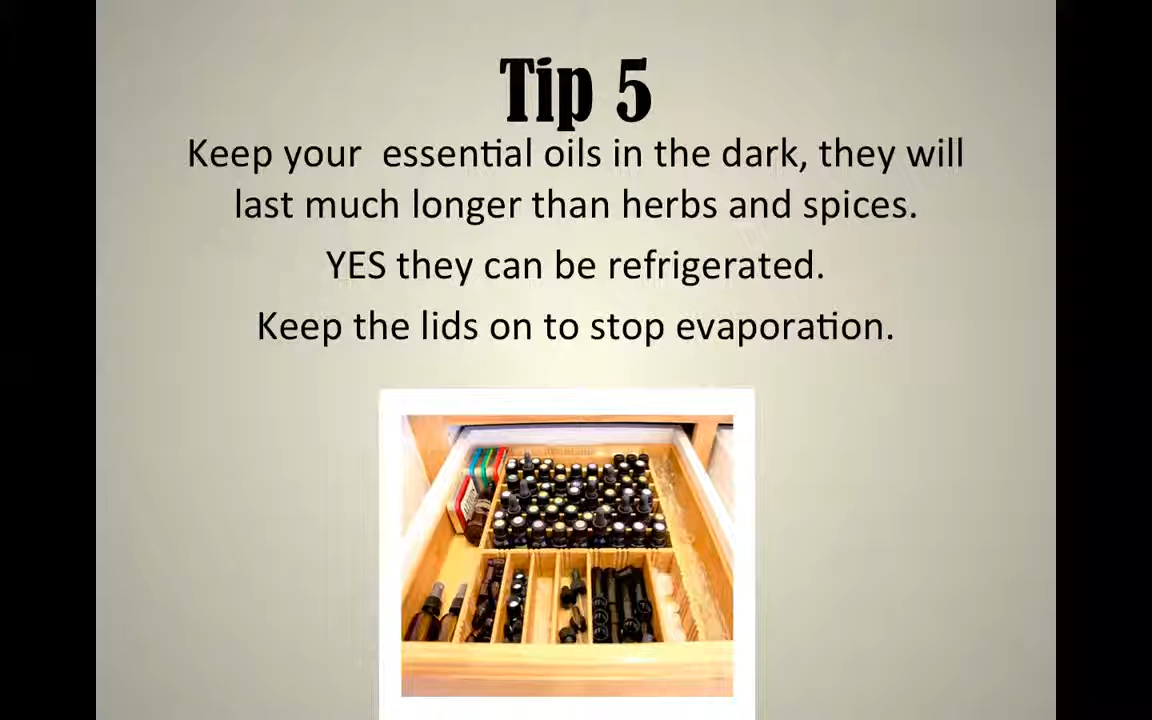 Tip 5
Keep your  essential oils in the dark, they will
last much longer than herbs and spices.
YES they can be refrigerated.
Keep the lids on to stop evaporation.